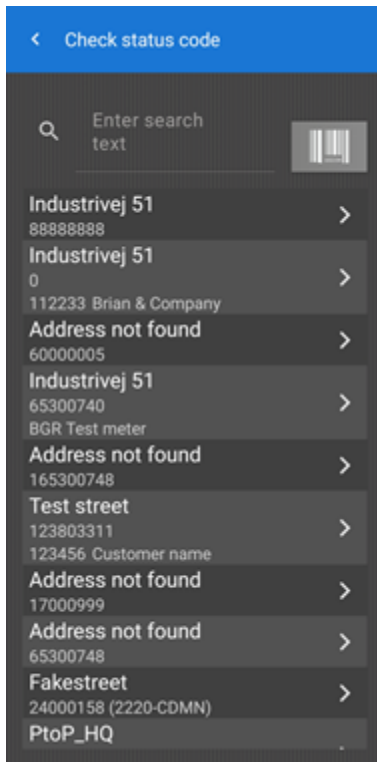 Check status code
Enter search
text
Industrivej 51
88888888
Industrivej 51
0
112233 Brian & Company
Address not found
60000005
Industrivej 51
65300740
BGR Test meter
Address not found
165300748
Test street
123803311
123456 Customer name
Address not found
17000999
Address not found
65300748
Fakestreet
24000158 (2220-CDMN)
PtoP_HQ